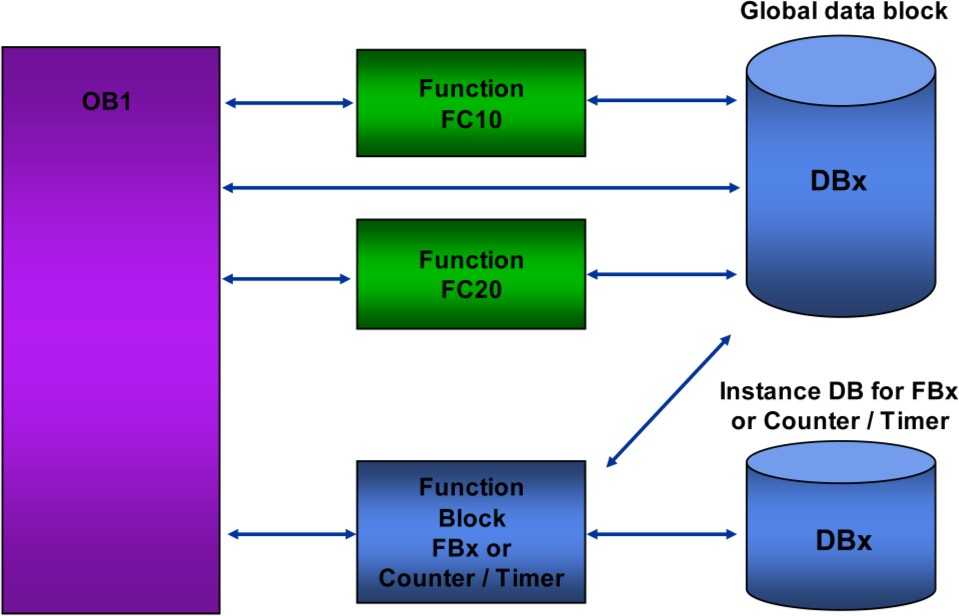 Global data block
OB1
Function
FC10
DBx
Function
FC20
Instance DB for FBx
or Counter / Timer
Function
Block
FBx or
Counter / Timer
DBx